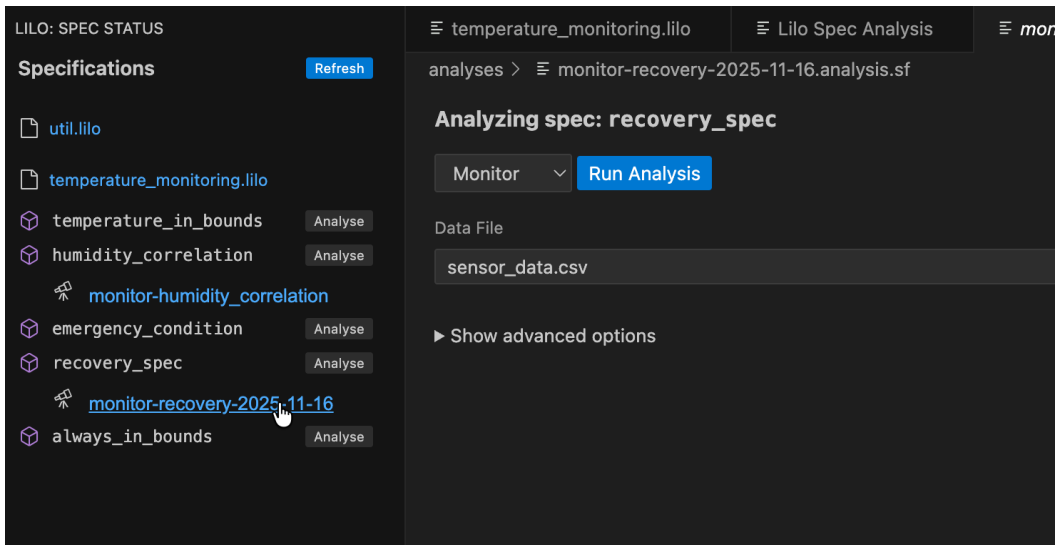 LILO: SPEC STATUS
Specifications
Refresh
util.lilo
temperature_monitoring.lilo
temperature_in_bounds
Analyse
humidity_correlation
Analyse
monitor-humidity_correlation
emergency_condition
Analyse
recovery_spec
Analyse
monitor-recovery-2025-11-16
always_in_bounds
Analyse
temperature_monitoring.lilo
Lilo Spec Analysis
mon
analyses > monitor-recovery-2025-11-16.analysis.sf
Analyzing spec: recovery_spec
Monitor
Run Analysis
Data File
sensor_data.csv
Show advanced options